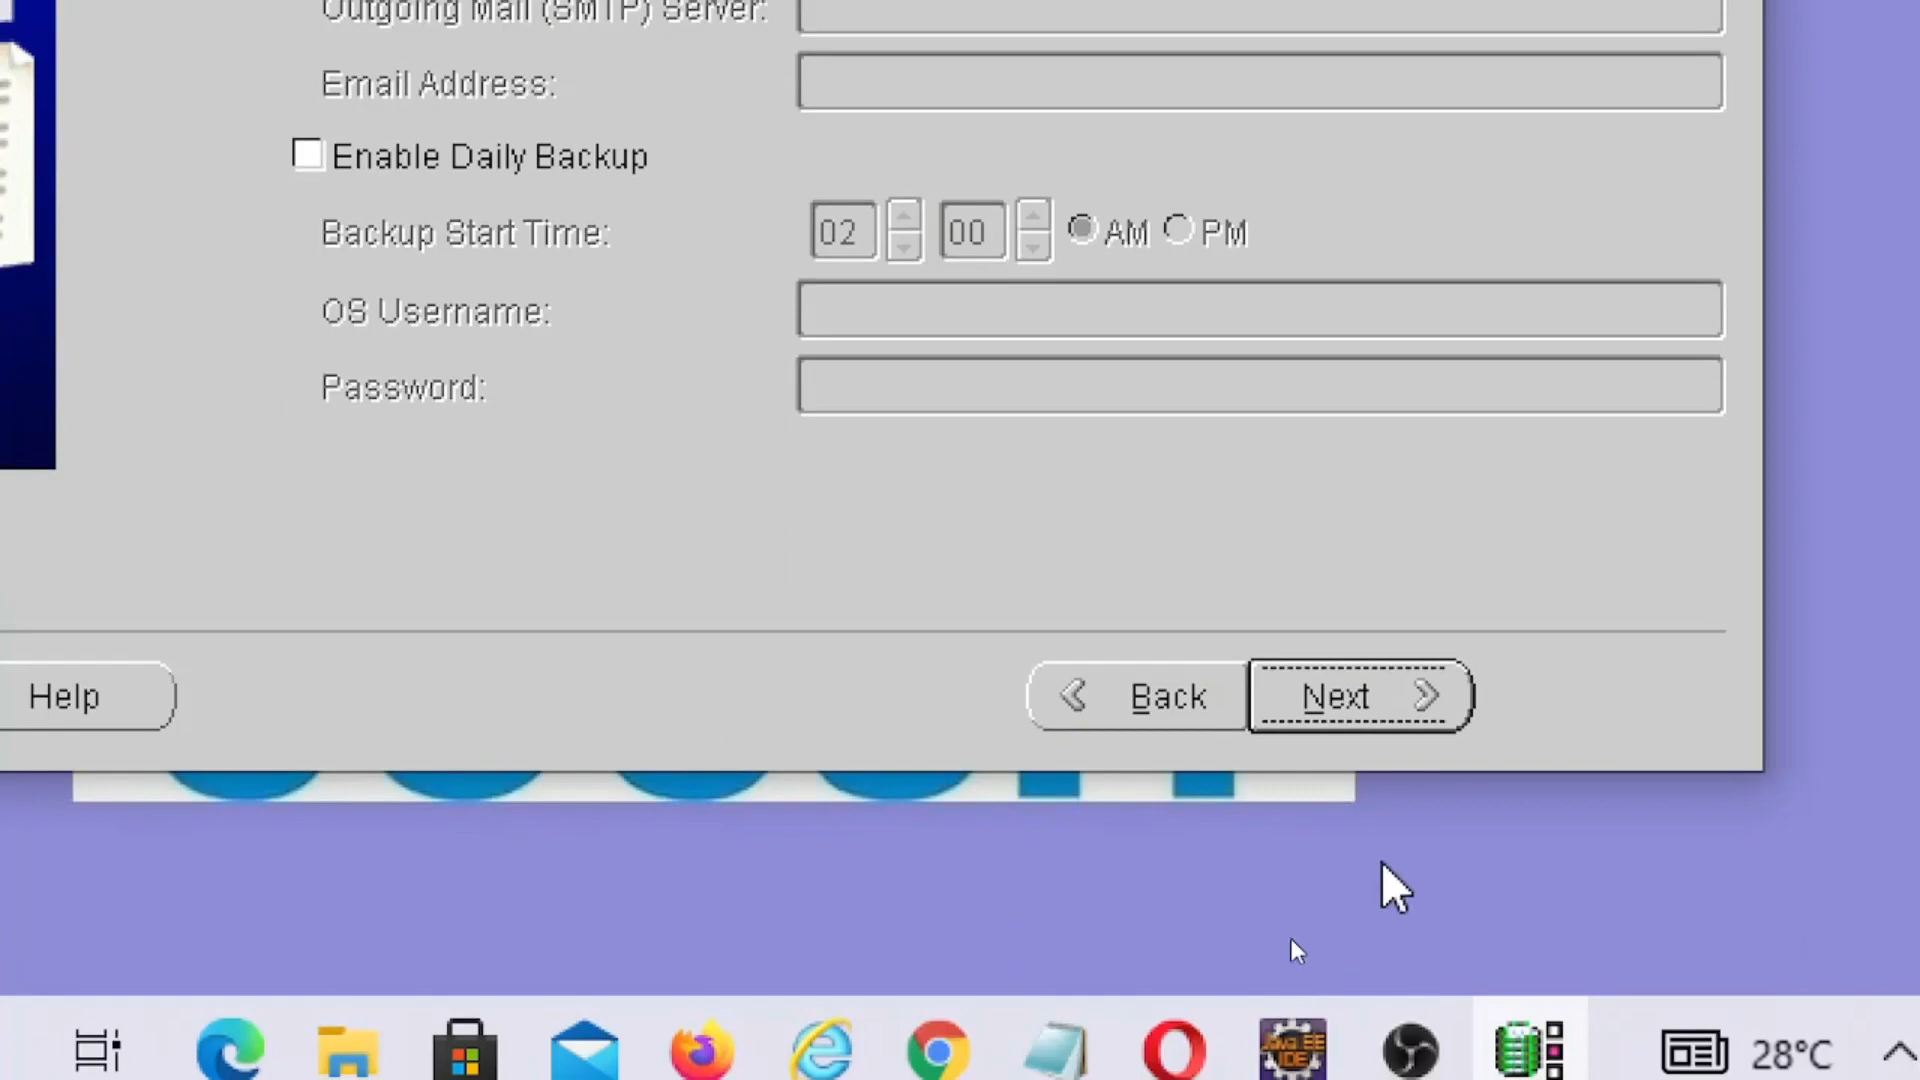 Outgoing Mail (SMTP) Server:
Email Address:
Enable Daily Backup
Backup Start Time: 02 00 AM PM
OS Username:
Password:
Help Back Next
28°C